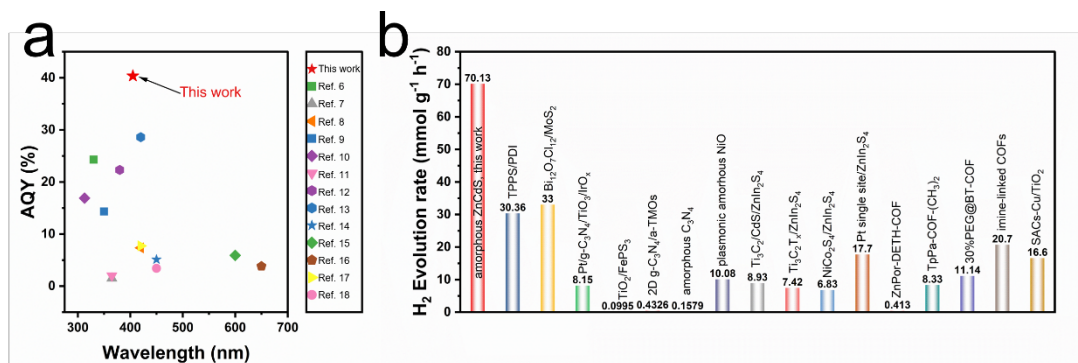 a
AQY (%)
40
30
20
10
0
300
400
500
600
700
Wavelength (nm)
This work
This work
Ref. 6
Ref. 7
Ref. 8
Ref. 9
Ref. 10
Ref. 11
Ref. 12
Ref. 13
Ref. 14
Ref. 15
Ref. 16
Ref. 17
Ref. 18
b
H₂ Evolution rate (mmol g⁻¹ h⁻¹)
80
70
60
50
40
30
20
10
0
70.13
amorphous ZnCdS, this work
30.36
TPPS/PDI
33
Bi₁₂O₇Cl₁₂/MoS₂
8.15
Pt/g-C₃N₄/TiO₃/IrOₓ
0.0995
TiO₂/FePS₃
0.4326
2D g-C₃N₄/a-TMOs
0.1579
amorphous C₃N₄
10.08
plasmonic amorhous NiO
8.93
Ti₃C₂/CdS/ZnIn₂S₄
7.42
Ti₃C₂Tₓ/ZnIn₂S₄
6.83
NiCo₂S₄/ZnIn₂S₄
17.7
Pt single site/ZnIn₂S₄
0.413
ZnPor-DETH-COF
8.33
TpPa-COF-(CH₃)₂
11.14
30%PEG@BT-COF
20.7
imine-linked COFs
16.6
SACs-Cu/TiO₂